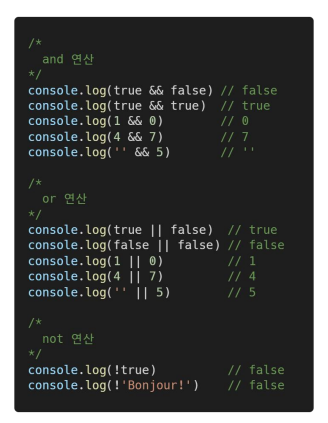 /*
  and 연산
*/
console.log(true && false) // false
console.log(true && true)  // true
console.log(1 && 0)        // 0
console.log(4 && 7)        // 7
console.log('' && 5)       // ''
/*
  or 연산
*/
console.log(true || false)  // true
console.log(false || false) // false
console.log(1 || 0)         // 1
console.log(4 || 7)         // 4
console.log('' || 5)        // 5
/*
  not 연산
*/
console.log(!true)          // false
console.log(!'Bonjour!')    // false